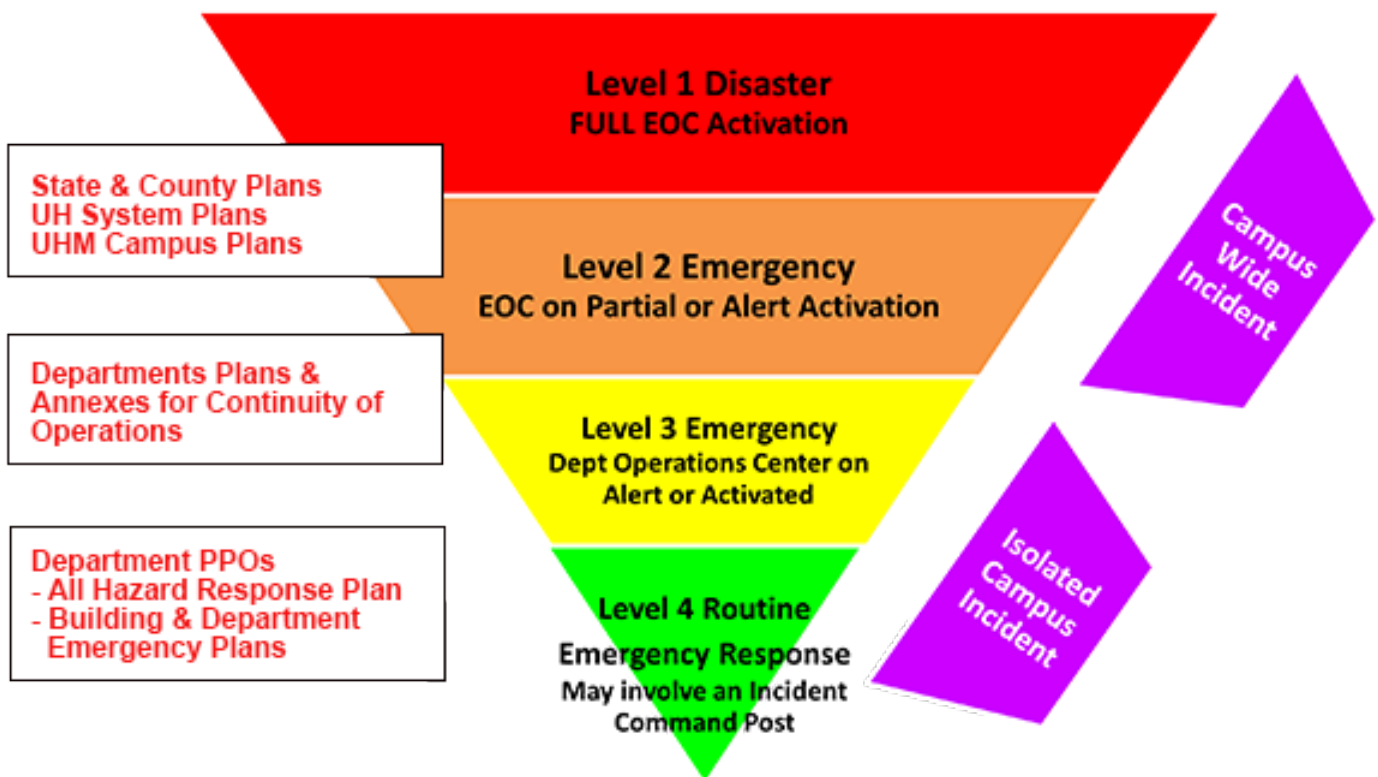 Level 1 Disaster
FULL EOC Activation
State & County Plans
UH System Plans
UHM Campus Plans
Level 2 Emergency
EOC on Partial or Alert Activation
Campus
Wide
Incident
Departments Plans &
Annexes for Continuity of
Operations
Level 3 Emergency
Dept Operations Center on
Alert or Activated
Department PPOs
- All Hazard Response Plan
- Building & Department
Emergency Plans
Level 4 Routine
Emergency Response
May involve an Incident
Command Post
Isolated
Campus
Incident